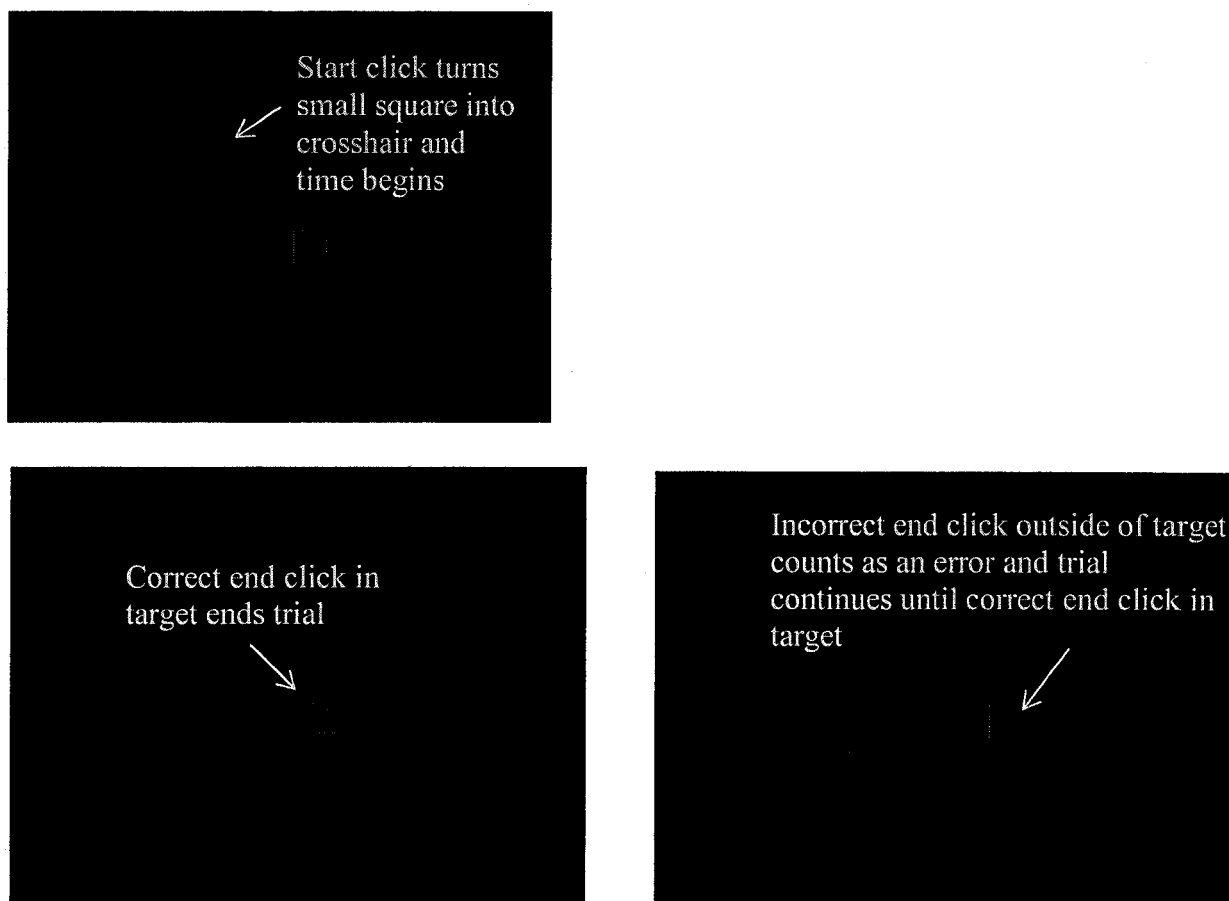 Start click turns
small square into
crosshair and
time begins
Correct end click in
target ends trial
Incorrect end click outside of target
counts as an error and trial
continues until correct end click in
target